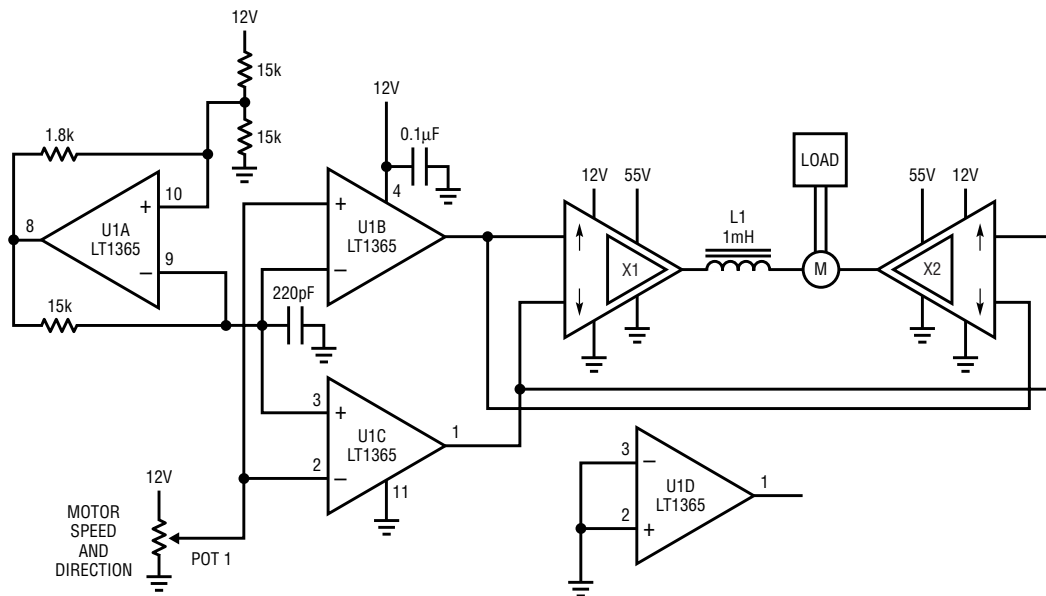 12V
15k
15k
1.8k
10
+
8
U1A
LT1365
9
–
15k
12V
0.1µF
4
+
U1B
LT1365
–
220pF
3
+
U1C
LT1365
1
2
–
11
12V
MOTOR
SPEED
AND
DIRECTION
POT 1
12V
55V
X1
L1
1mH
LOAD
M
55V
12V
X2
3
–
U1D
LT1365
1
2
+